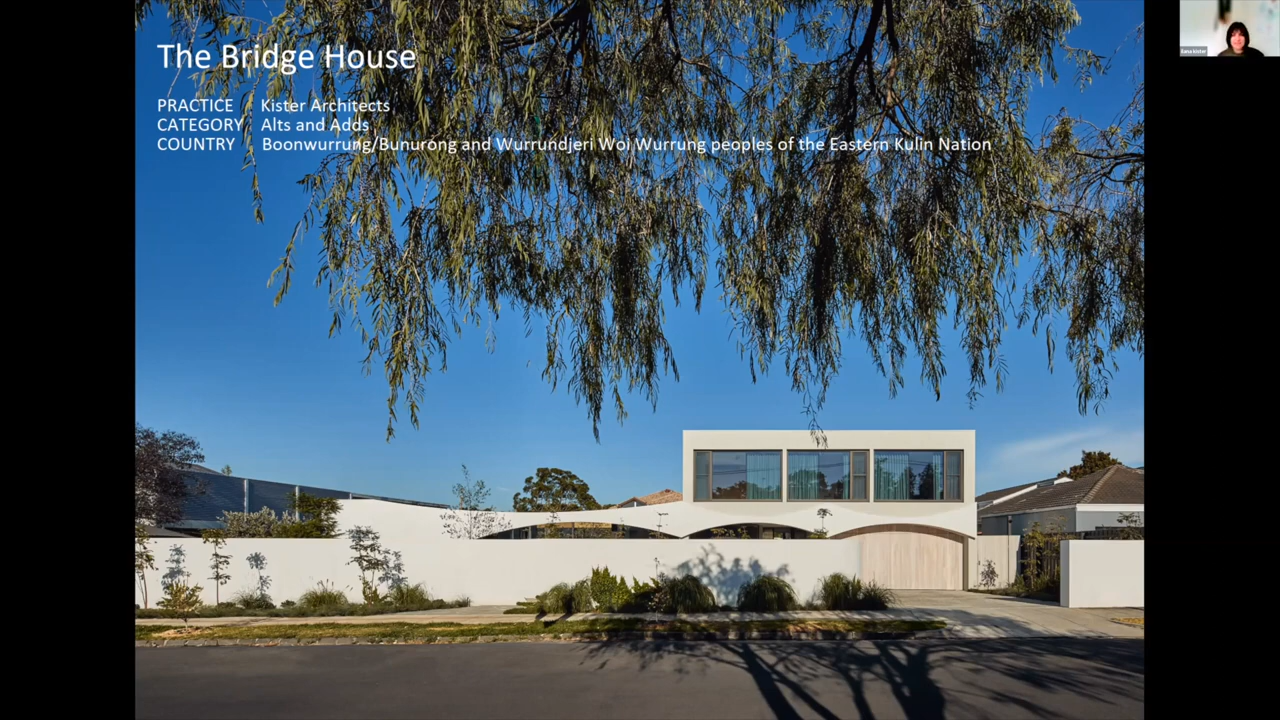 The Bridge House
PRACTICE Kister Architects
CATEGORY Alts and Adds
COUNTRY Boonwurrung/Bunurong and Wurrundjeri Woi Wurrung peoples of the Eastern Kulin Nation